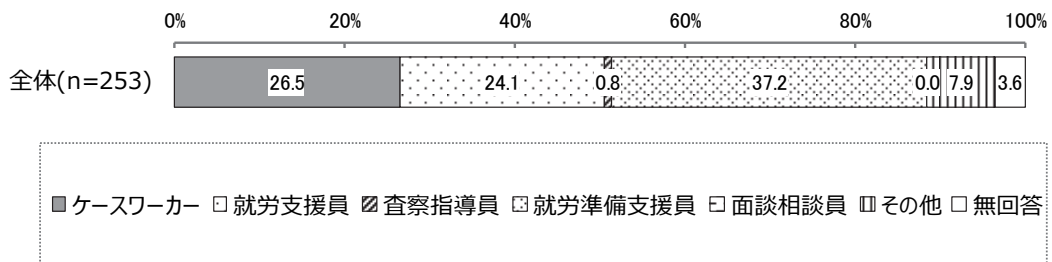 0% 20% 40% 60% 80% 100%
全体(n=253) 26.5 24.1 0.8 37.2 0.0 7.9 3.6
ケースワーカー 就労支援員 査察指導員 就労準備支援員 面談相談員 その他 無回答